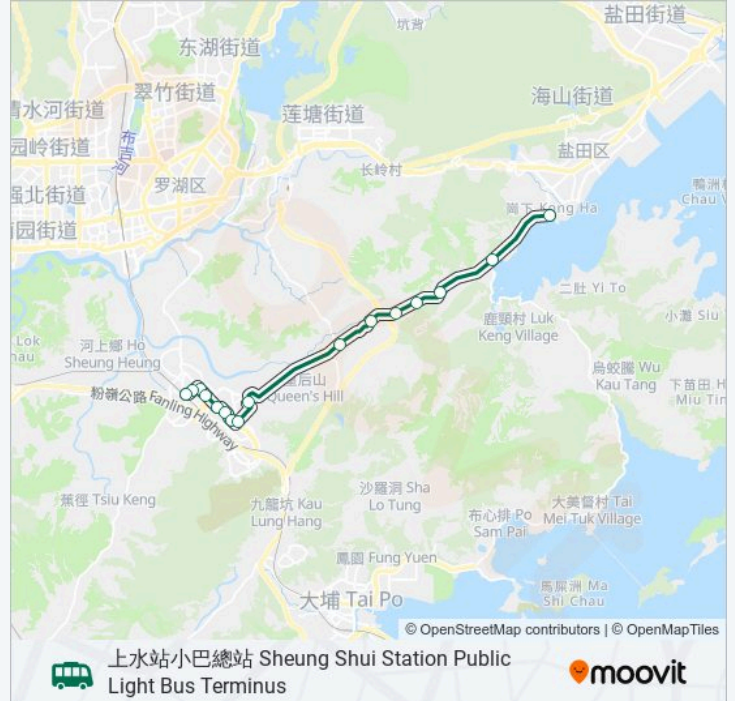 坑背
盐田街道
东湖街道
翠竹街道
海山街道
清水河街道
莲塘街道
布吉河
园岭街道
盐田区
长岭村
罗湖区
强北街道
鴨洲
Chau
崗下 Kong Ha
园街道
二肚 Yi To
鹿頸村 Luk
Keng Village
小灘 Siu
Lok
河上鄉 Ho
Sheung Heung
烏蛟騰 Wu
Kau Tang
后山
Queen's Hill
下苗田
Miu Tin
粉嶺公路 Fanling Highway
沙羅洞 Sha
Lo Tung
蕉徑 Tsiu Keng
九龍坑 Kau
Lung Hang
大美督村 Tai
Mei Tuk Village
布心排 Po
Sam Pai
鳳園 Fung Yuen
馬屎洲 Ma
Shi Chau
大埔 Tai Po
© OpenStreetMap contributors | © OpenMapTiles
上水站小巴總站 Sheung Shui Station Public
Light Bus Terminus
moovit